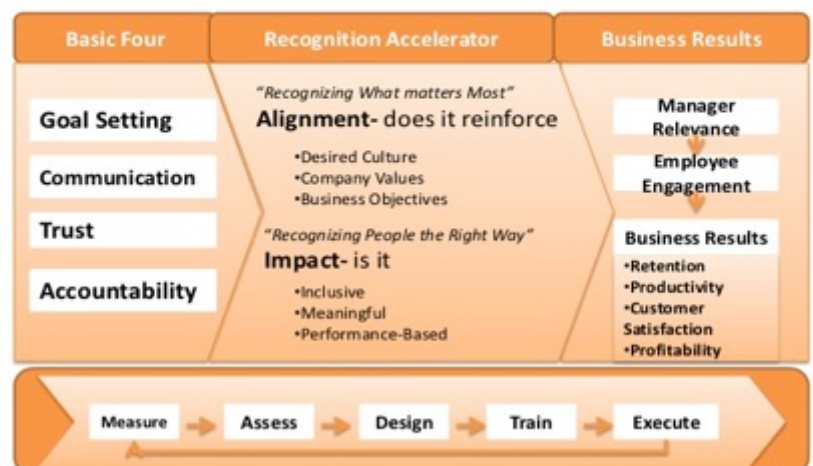 Basic Four
Recognition Accelerator
Business Results
Goal Setting
Communication
Trust
Accountability
“Recognizing What matters Most”
Alignment- does it reinforce
•Desired Culture
•Company Values
•Business Objectives
“Recognizing People the Right Way”
Impact- is it
•Inclusive
•Meaningful
•Performance-Based
Manager
Relevance
Employee
Engagement
Business Results
•Retention
•Productivity
•Customer
Satisfaction
•Profitability
Measure
Assess
Design
Train
Execute